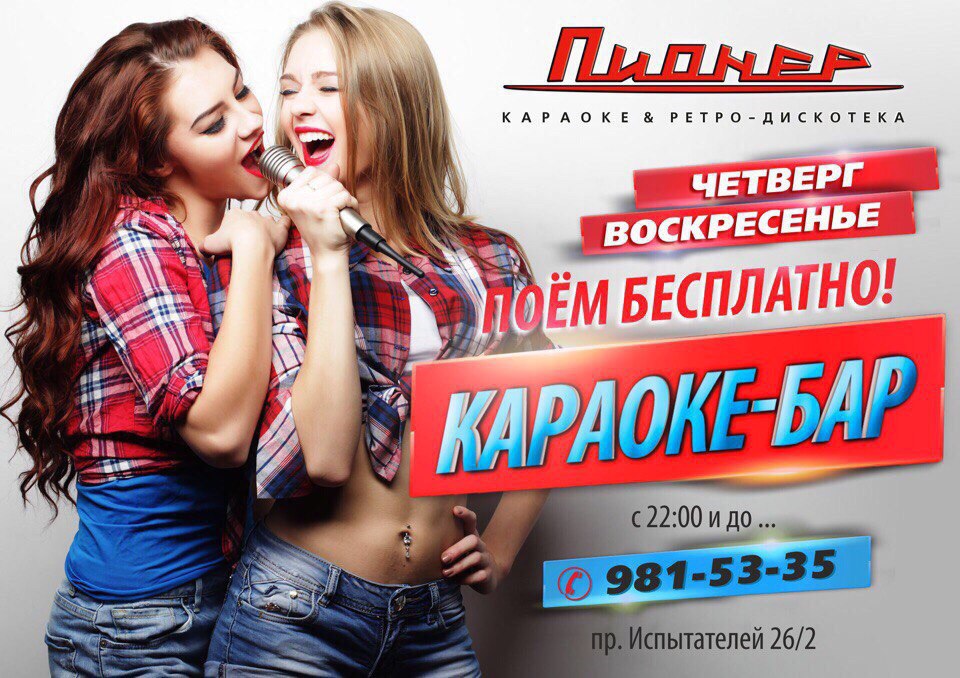 Пионер
КАРАОКЕ & РЕТРО-ДИСКОТЕКА
ЧЕТВЕРГ
ВОСКРЕСЕНЬЕ
ПОЁМ БЕСПЛАТНО!
КАРАОКЕ-БАР
с 22:00 и до ...
981-53-35
пр. Испытателей 26/2